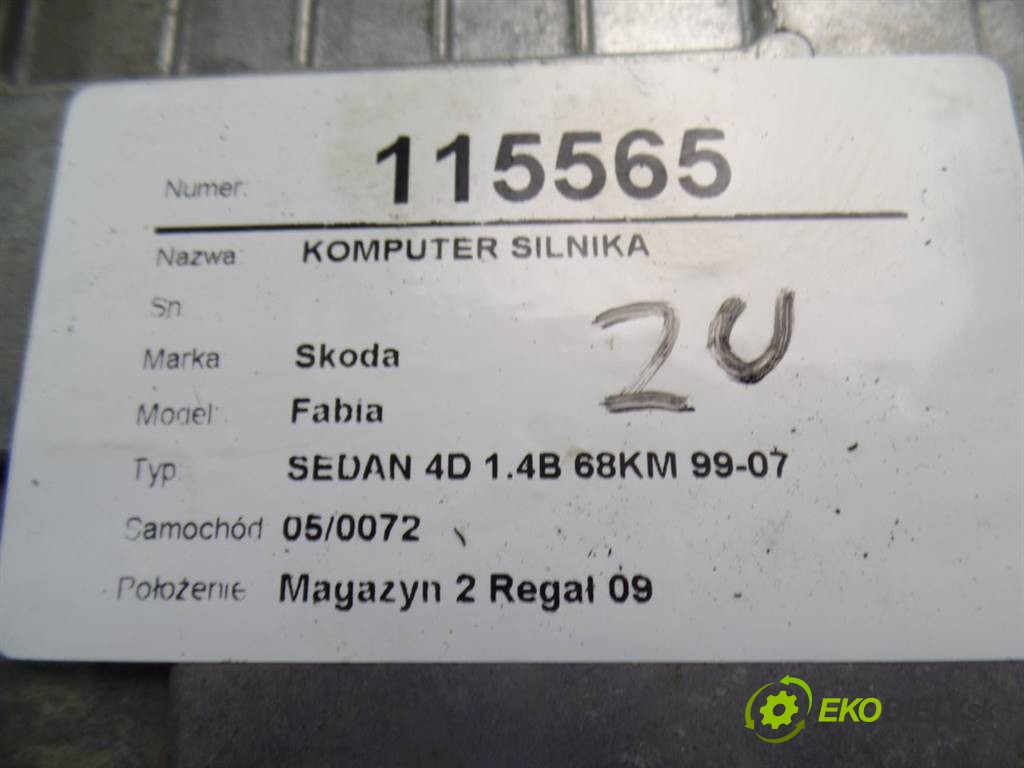 Numer: 115565
Nazwa: KOMPUTER SILNIKA
Sn
Marka: Skoda
Model: Fabia
Typ: SEDAN 4D 1.4B 68KM 99-07
Samochód 05/0072
Położenie Magazyn 2 Regał 09
20
EKODIELY.sk